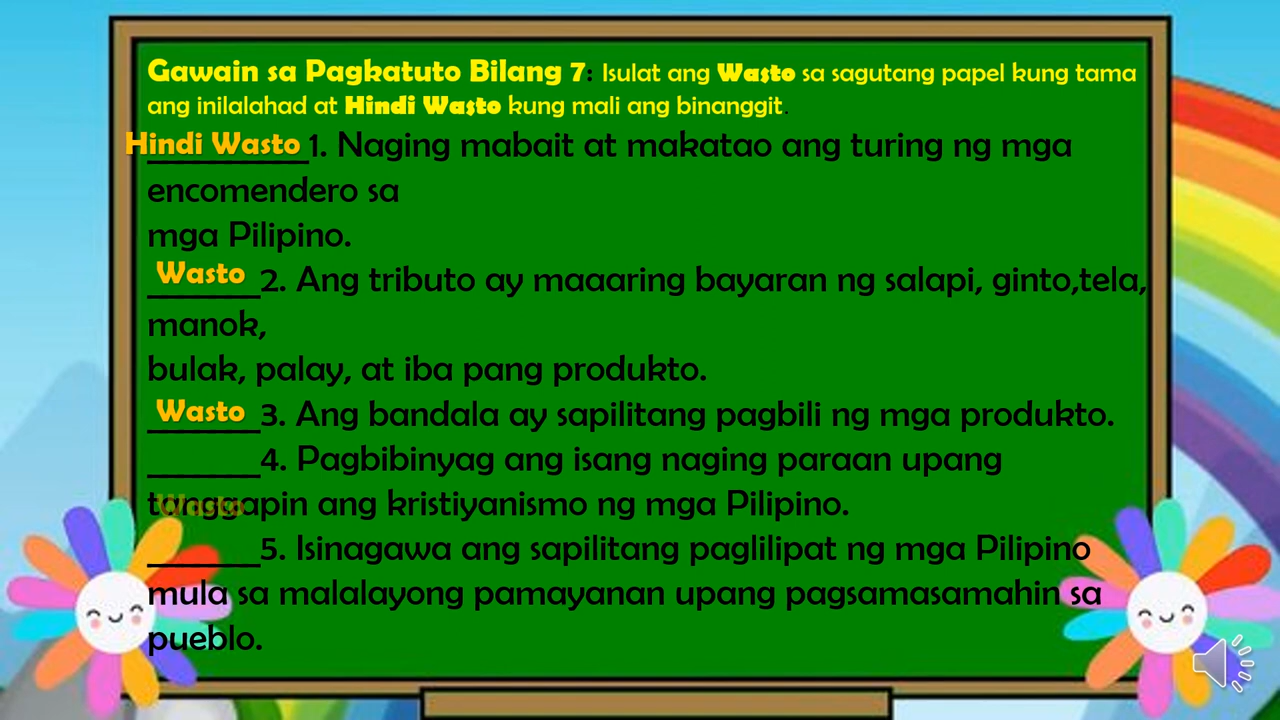 Gawain sa Pagkatuto Bilang 7: Isulat ang Wasto sa sagutang papel kung tama
ang inilalahad at Hindi Wasto kung mali ang binanggit.
Hindi Wasto 1. Naging mabait at makatao ang turing ng mga
encomendero sa
mga Pilipino.
Wasto 2. Ang tributo ay maaaring bayaran ng salapi, ginto,tela,
manok,
bulak, palay, at iba pang produkto.
Wasto 3. Ang bandala ay sapilitang pagbili ng mga produkto.
_______4. Pagbibinyag ang isang naging paraan upang
tanggapin ang kristiyanismo ng mga Pilipino.
Wasto
_______5. Isinagawa ang sapilitang paglilipat ng mga Pilipino
mula sa malalayong pamayanan upang pagsamasamahin sa
pueblo.